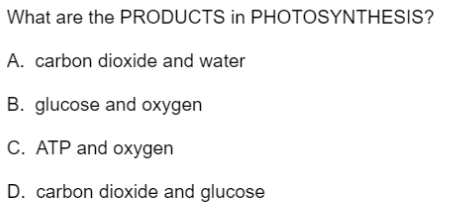 What are the PRODUCTS in PHOTOSYNTHESIS?
A. carbon dioxide and water
B. glucose and oxygen
C. ATP and oxygen
D. carbon dioxide and glucose